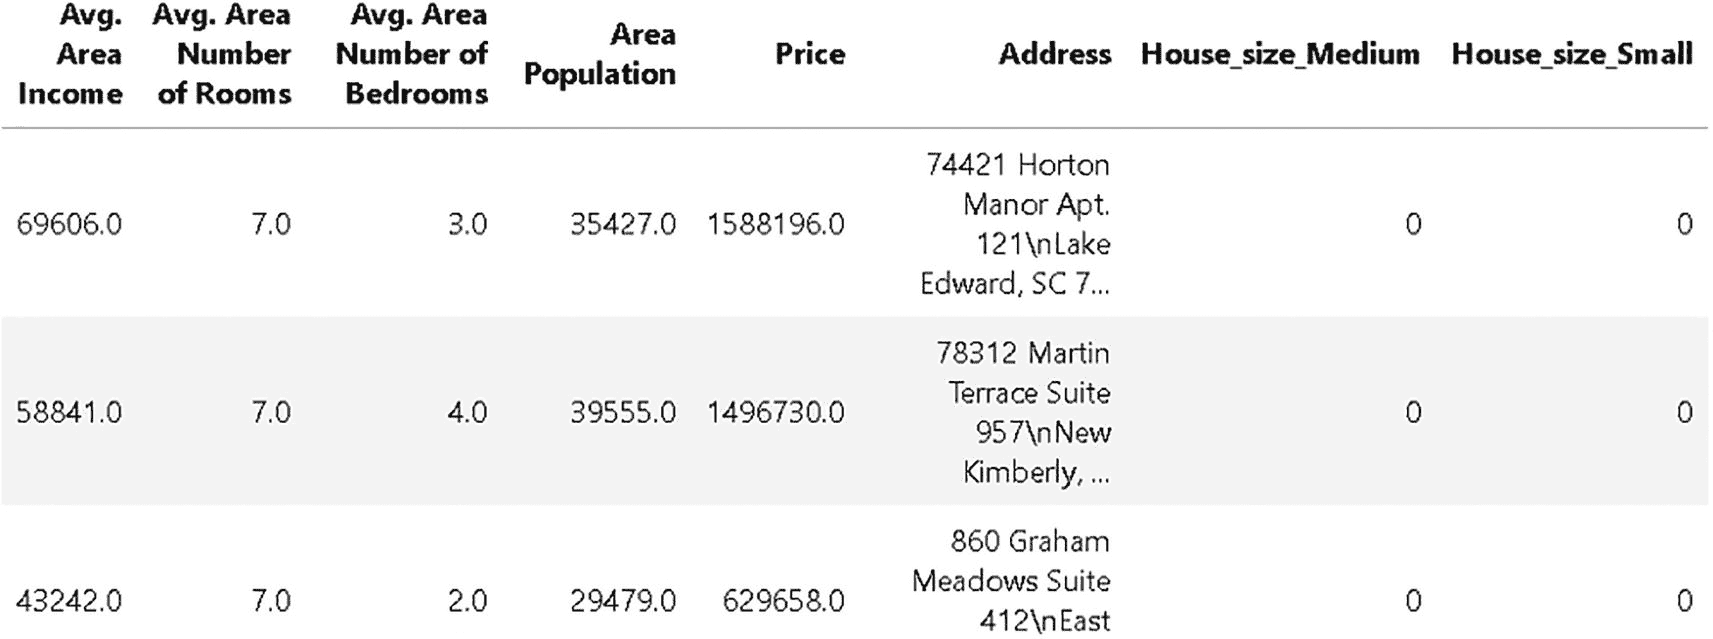 Avg. Area Income Avg. Area Number of Rooms Avg. Area Number of Bedrooms Area Population Price Address House_size_Medium House_size_Small
69606.0 7.0 3.0 35427.0 1588196.0 74421 Horton Manor Apt. 121\nLake Edward, SC 7... 0 0
58841.0 7.0 4.0 39555.0 1496730.0 78312 Martin Terrace Suite 957\nNew Kimberly, ... 0 0
43242.0 7.0 2.0 29479.0 629658.0 860 Graham Meadows Suite 412\nEast 0 0